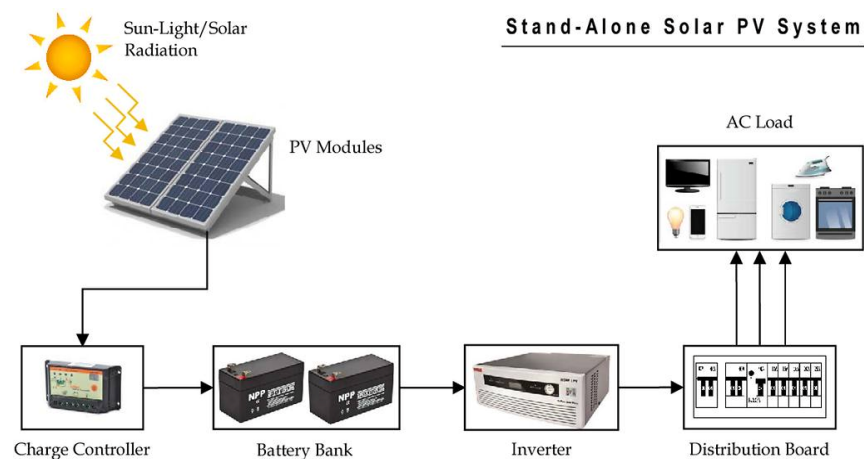 Sun-Light/Solar
Radiation
Stand-Alone Solar PV System
PV Modules
AC Load
NPP
NPP
Charge Controller
Battery Bank
Inverter
Distribution Board